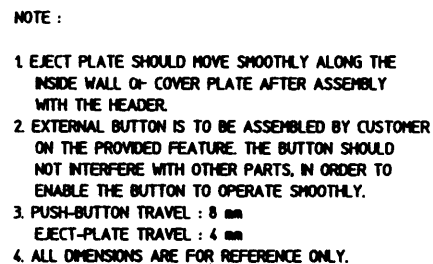 NOTE :
1. EJECT PLATE SHOULD MOVE SMOOTHLY ALONG THE
INSIDE WALL OF COVER PLATE AFTER ASSEMBLY
WITH THE HEADER.
2. EXTERNAL BUTTON IS TO BE ASSEMBLED BY CUSTOMER
ON THE PROVIDED FEATURE. THE BUTTON SHOULD
NOT INTERFERE WITH OTHER PARTS, IN ORDER TO
ENABLE THE BUTTON TO OPERATE SMOOTHLY.
3. PUSH-BUTTON TRAVEL : 8 mm
EJECT-PLATE TRAVEL : 4 mm
4. ALL DIMENSIONS ARE FOR REFERENCE ONLY.